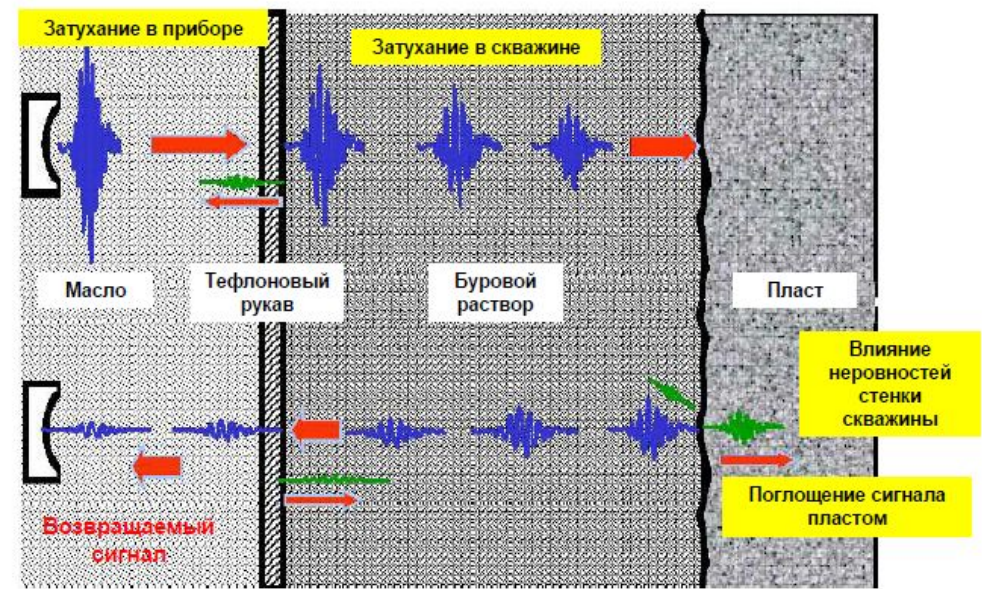 Затухание в приборе
Затухание в скважине
Масло
Тефлоновый
рукав
Буровой
раствор
Пласт
Влияние
неровностей
стенки
скважины
Поглощение сигнала
пластом
Возвращаемый
сигнал